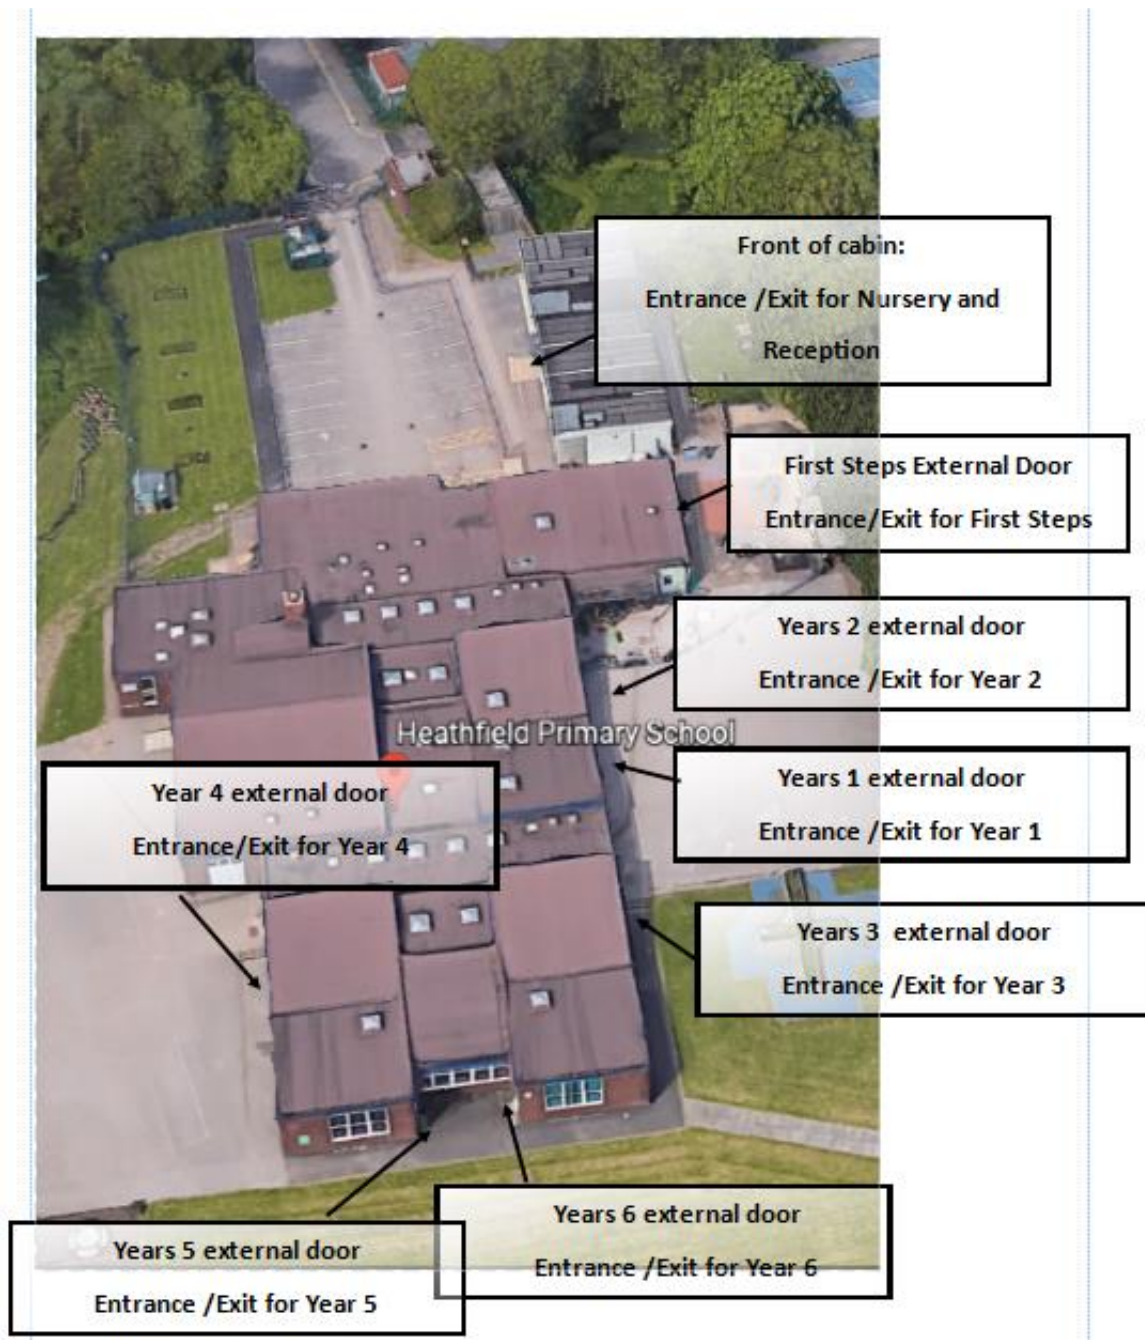 Front of cabin:
Entrance /Exit for Nursery and
Reception
First Steps External Door
Entrance/Exit for First Steps
Years 2 external door
Entrance /Exit for Year 2
Heathfield Primary School
Years 1 external door
Entrance /Exit for Year 1
Year 4 external door
Entrance/Exit for Year 4
Years 3 external door
Entrance /Exit for Year 3
Years 6 external door
Entrance /Exit for Year 6
Years 5 external door
Entrance /Exit for Year 5